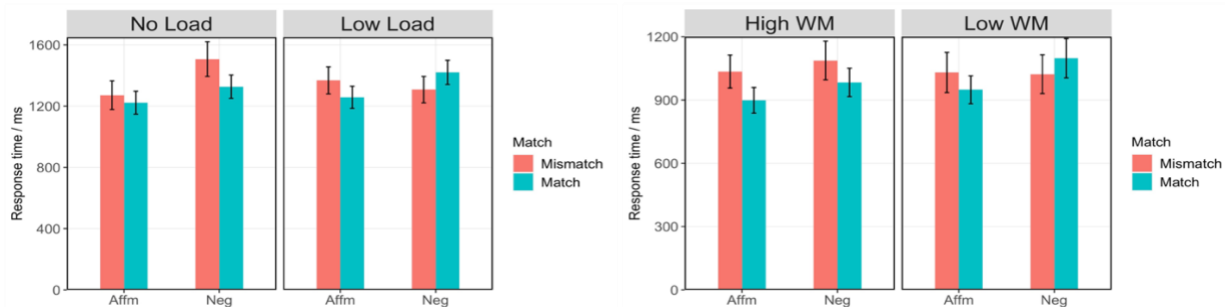 No Load
Low Load
1600
1200
800
400
0
Response time / ms
Affm
Neg
Affm
Neg
Match
Mismatch
Match
High WM
Low WM
1200
900
600
300
0
Response time / ms
Affm
Neg
Affm
Neg
Match
Mismatch
Match